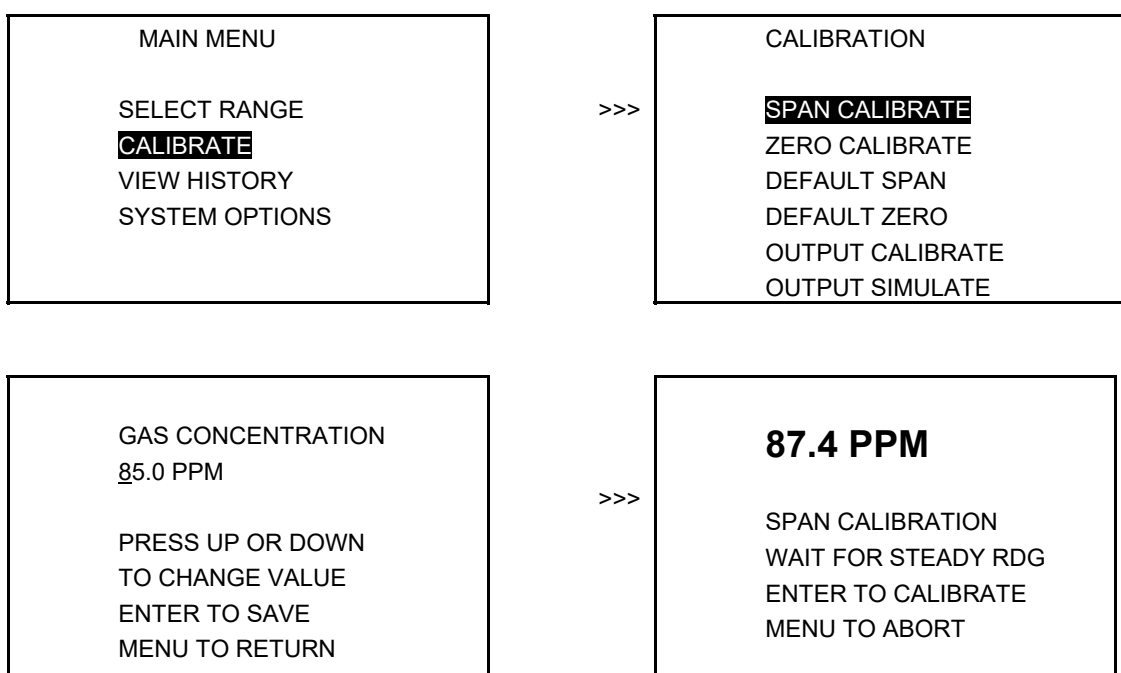 MAIN MENU
SELECT RANGE
CALIBRATE
VIEW HISTORY
SYSTEM OPTIONS
>>>
CALIBRATION
SPAN CALIBRATE
ZERO CALIBRATE
DEFAULT SPAN
DEFAULT ZERO
OUTPUT CALIBRATE
OUTPUT SIMULATE
GAS CONCENTRATION
85.0 PPM
PRESS UP OR DOWN
TO CHANGE VALUE
ENTER TO SAVE
MENU TO RETURN
>>>
87.4 PPM
SPAN CALIBRATION
WAIT FOR STEADY RDG
ENTER TO CALIBRATE
MENU TO ABORT